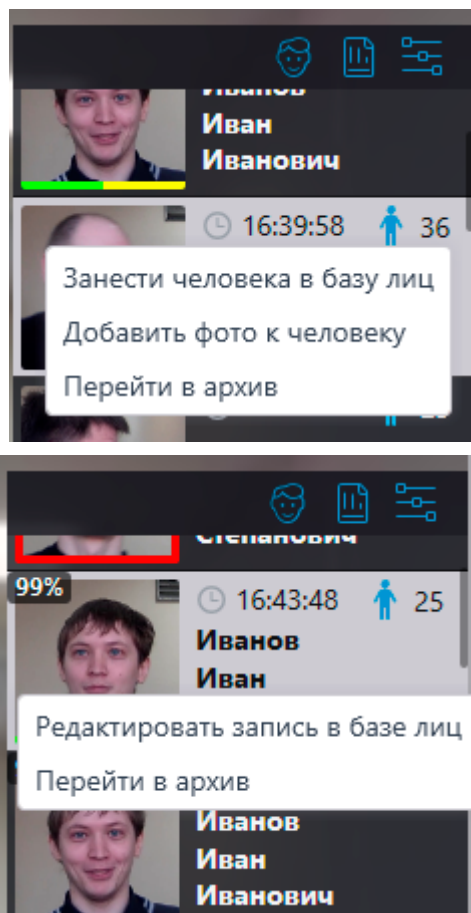 Иванов
Иван
Иванович
16:39:58 36
Занести человека в базу лиц
Добавить фото к человеку
Перейти в архив
Степанович
99%
16:43:48 25
Иванов
Иван
Редактировать запись в базе лиц
Перейти в архив
Иванов
Иван
Иванович